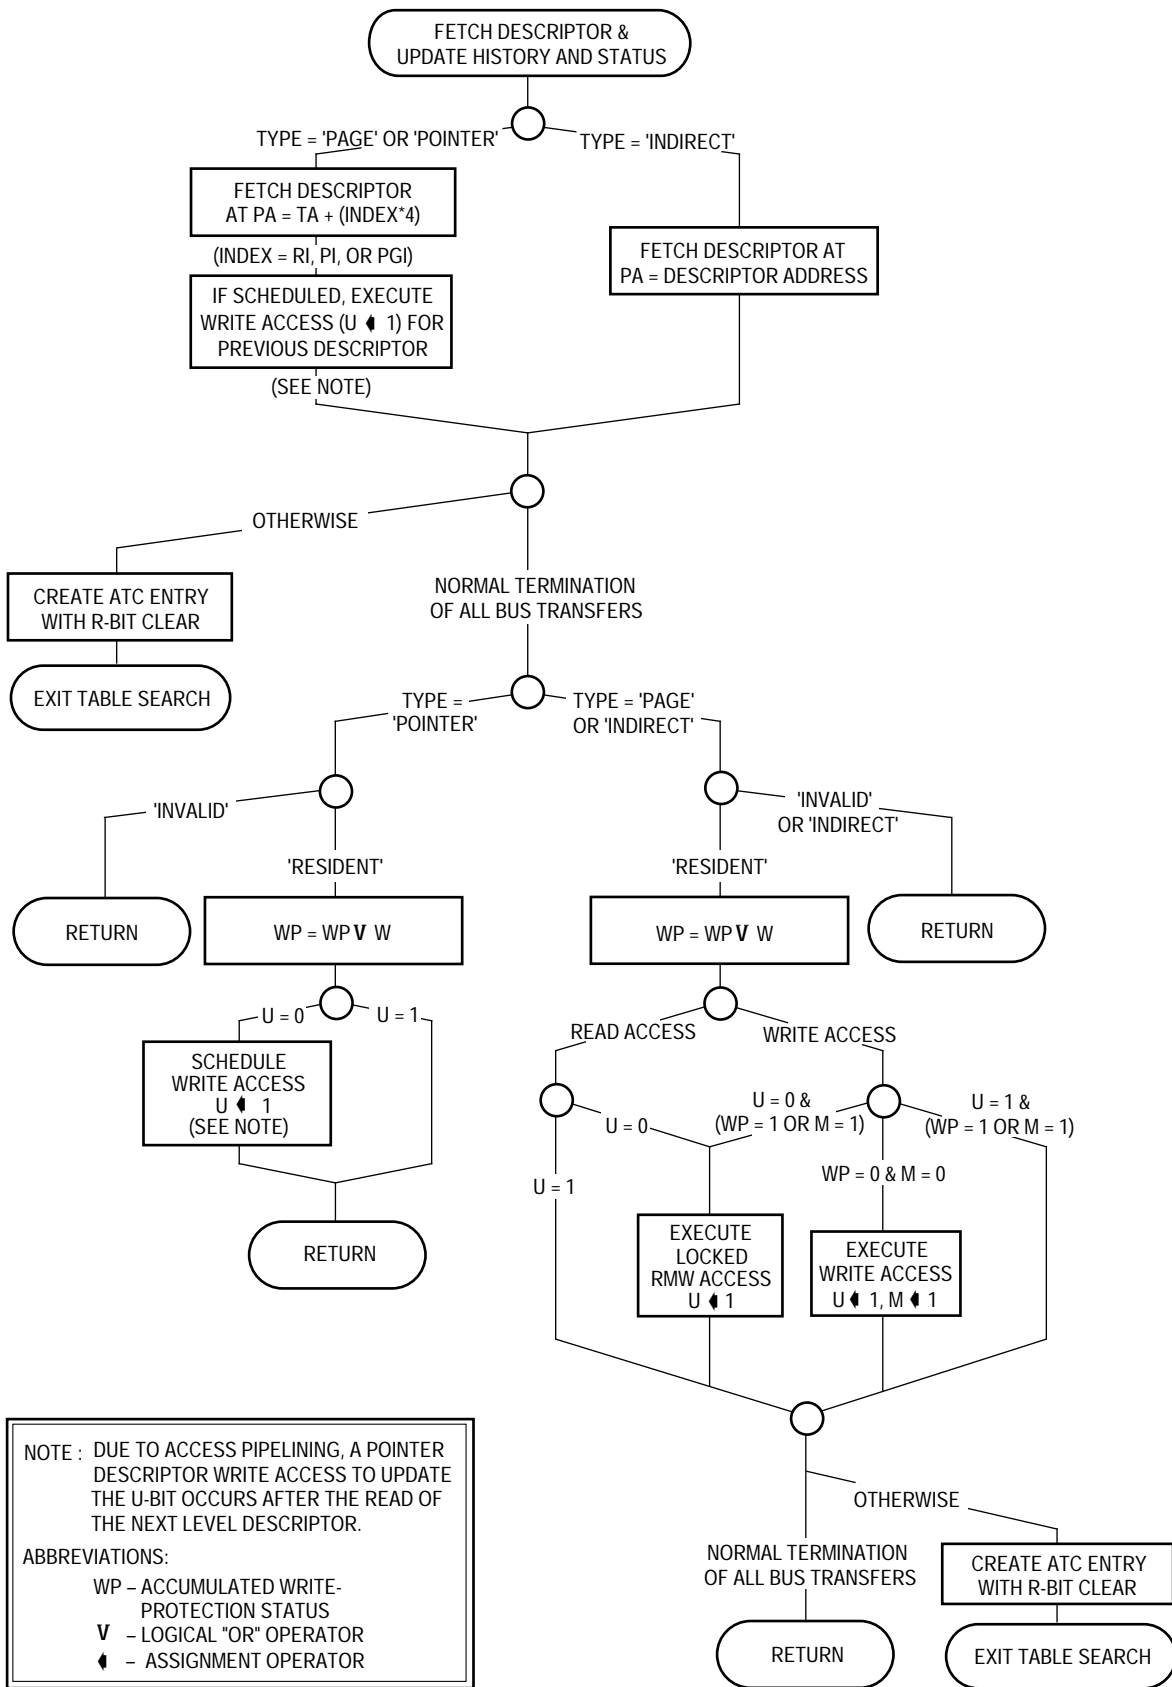 FETCH DESCRIPTOR &
UPDATE HISTORY AND STATUS
TYPE = 'PAGE' OR 'POINTER'
TYPE = 'INDIRECT'
FETCH DESCRIPTOR
AT PA = TA + (INDEX*4)
(INDEX = RI, PI, OR PGI)
FETCH DESCRIPTOR AT
PA = DESCRIPTOR ADDRESS
IF SCHEDULED, EXECUTE
WRITE ACCESS (U ⬅ 1) FOR
PREVIOUS DESCRIPTOR
(SEE NOTE)
OTHERWISE
NORMAL TERMINATION
OF ALL BUS TRANSFERS
CREATE ATC ENTRY
WITH R-BIT CLEAR
EXIT TABLE SEARCH
TYPE =
'POINTER'
TYPE = 'PAGE'
OR 'INDIRECT'
'INVALID'
'RESIDENT'
'RESIDENT'
'INVALID'
OR 'INDIRECT'
RETURN
WP = WP V W
WP = WP V W
RETURN
U = 0
U = 1
READ ACCESS
WRITE ACCESS
SCHEDULE
WRITE ACCESS
U ⬅ 1
(SEE NOTE)
U = 0
U = 0 &
(WP = 1 OR M = 1)
U = 1 &
(WP = 1 OR M = 1)
U = 1
WP = 0 & M = 0
RETURN
EXECUTE
LOCKED
RMW ACCESS
U ⬅ 1
EXECUTE
WRITE ACCESS
U ⬅ 1, M ⬅ 1
NOTE : DUE TO ACCESS PIPELINING, A POINTER
DESCRIPTOR WRITE ACCESS TO UPDATE
THE U-BIT OCCURS AFTER THE READ OF
THE NEXT LEVEL DESCRIPTOR.
ABBREVIATIONS:
WP – ACCUMULATED WRITE-
PROTECTION STATUS
V – LOGICAL "OR" OPERATOR
⬅ – ASSIGNMENT OPERATOR
OTHERWISE
NORMAL TERMINATION
OF ALL BUS TRANSFERS
CREATE ATC ENTRY
WITH R-BIT CLEAR
RETURN
EXIT TABLE SEARCH